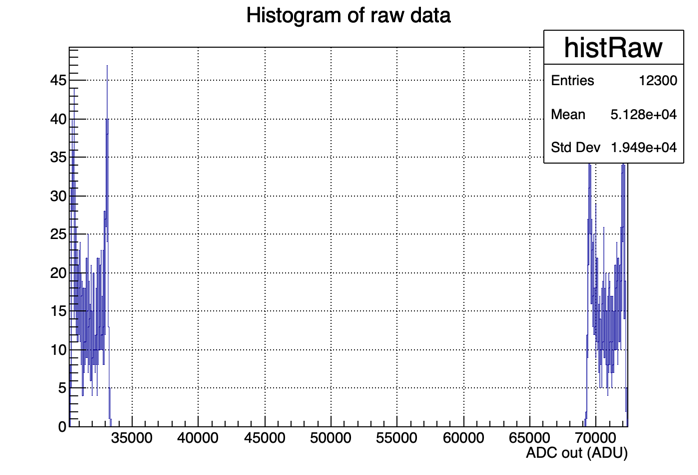 Histogram of raw data
histRaw
Entries 12300
Mean 5.128e+04
Std Dev 1.949e+04
45
40
35
30
25
20
15
10
5
0
35000 40000 45000 50000 55000 60000 65000 70000
ADC out (ADU)